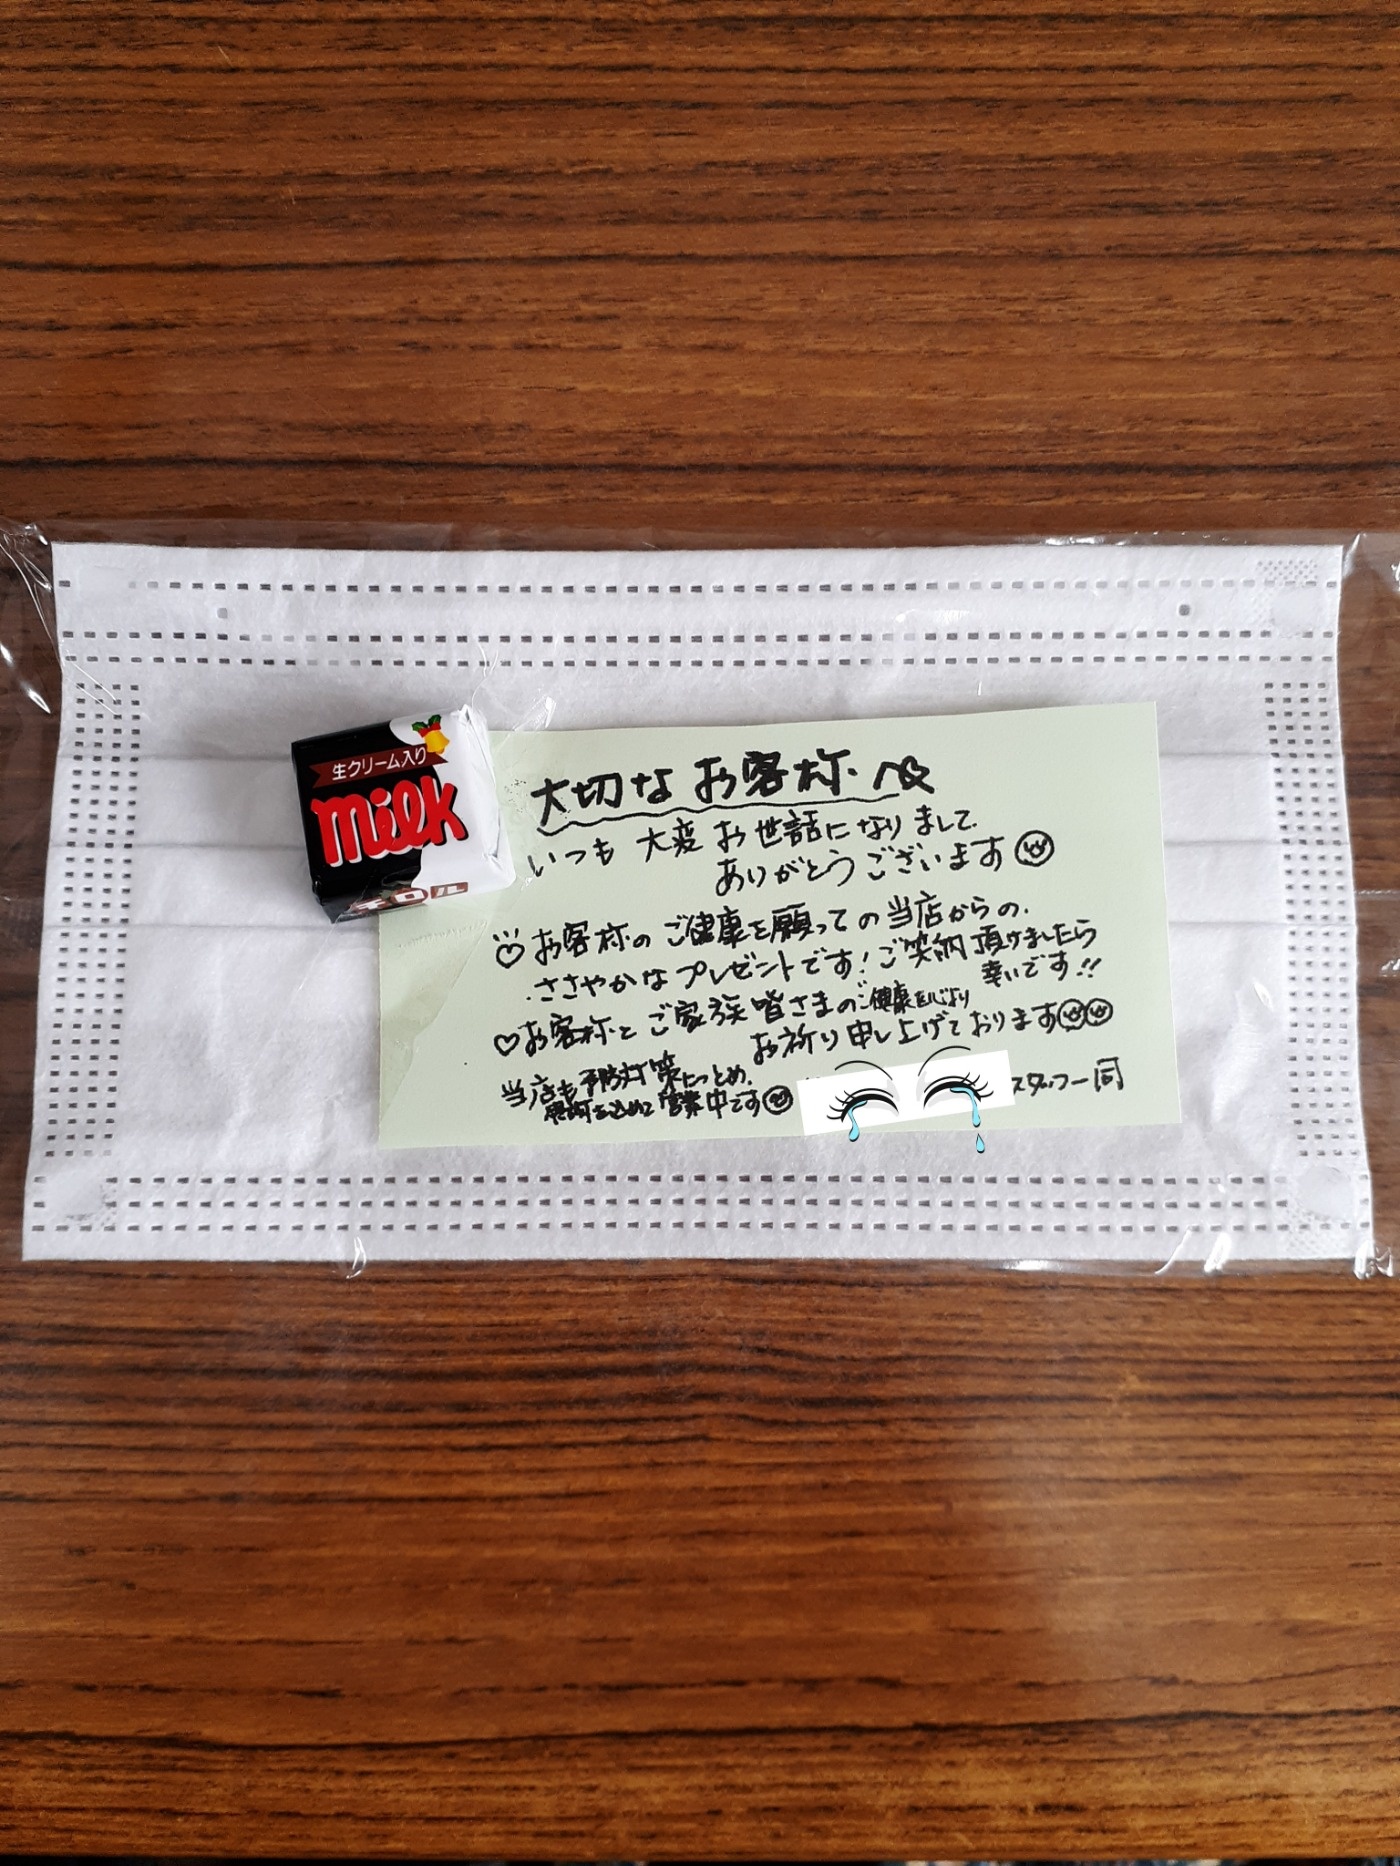 生クリーム入り
milk
チロル
大切なお客様へ
いつも 大変お世話になりまして
ありがとうございます
お客様のご健康を願っての当店からの
ささやかなプレゼントです!ご笑納頂けましたら
幸いです!!
お客様とご家族皆さまのご健康を心より
お祈り申し上げております
当店も予防対策につとめ、
感謝を込めて営業中です
スタッフ一同